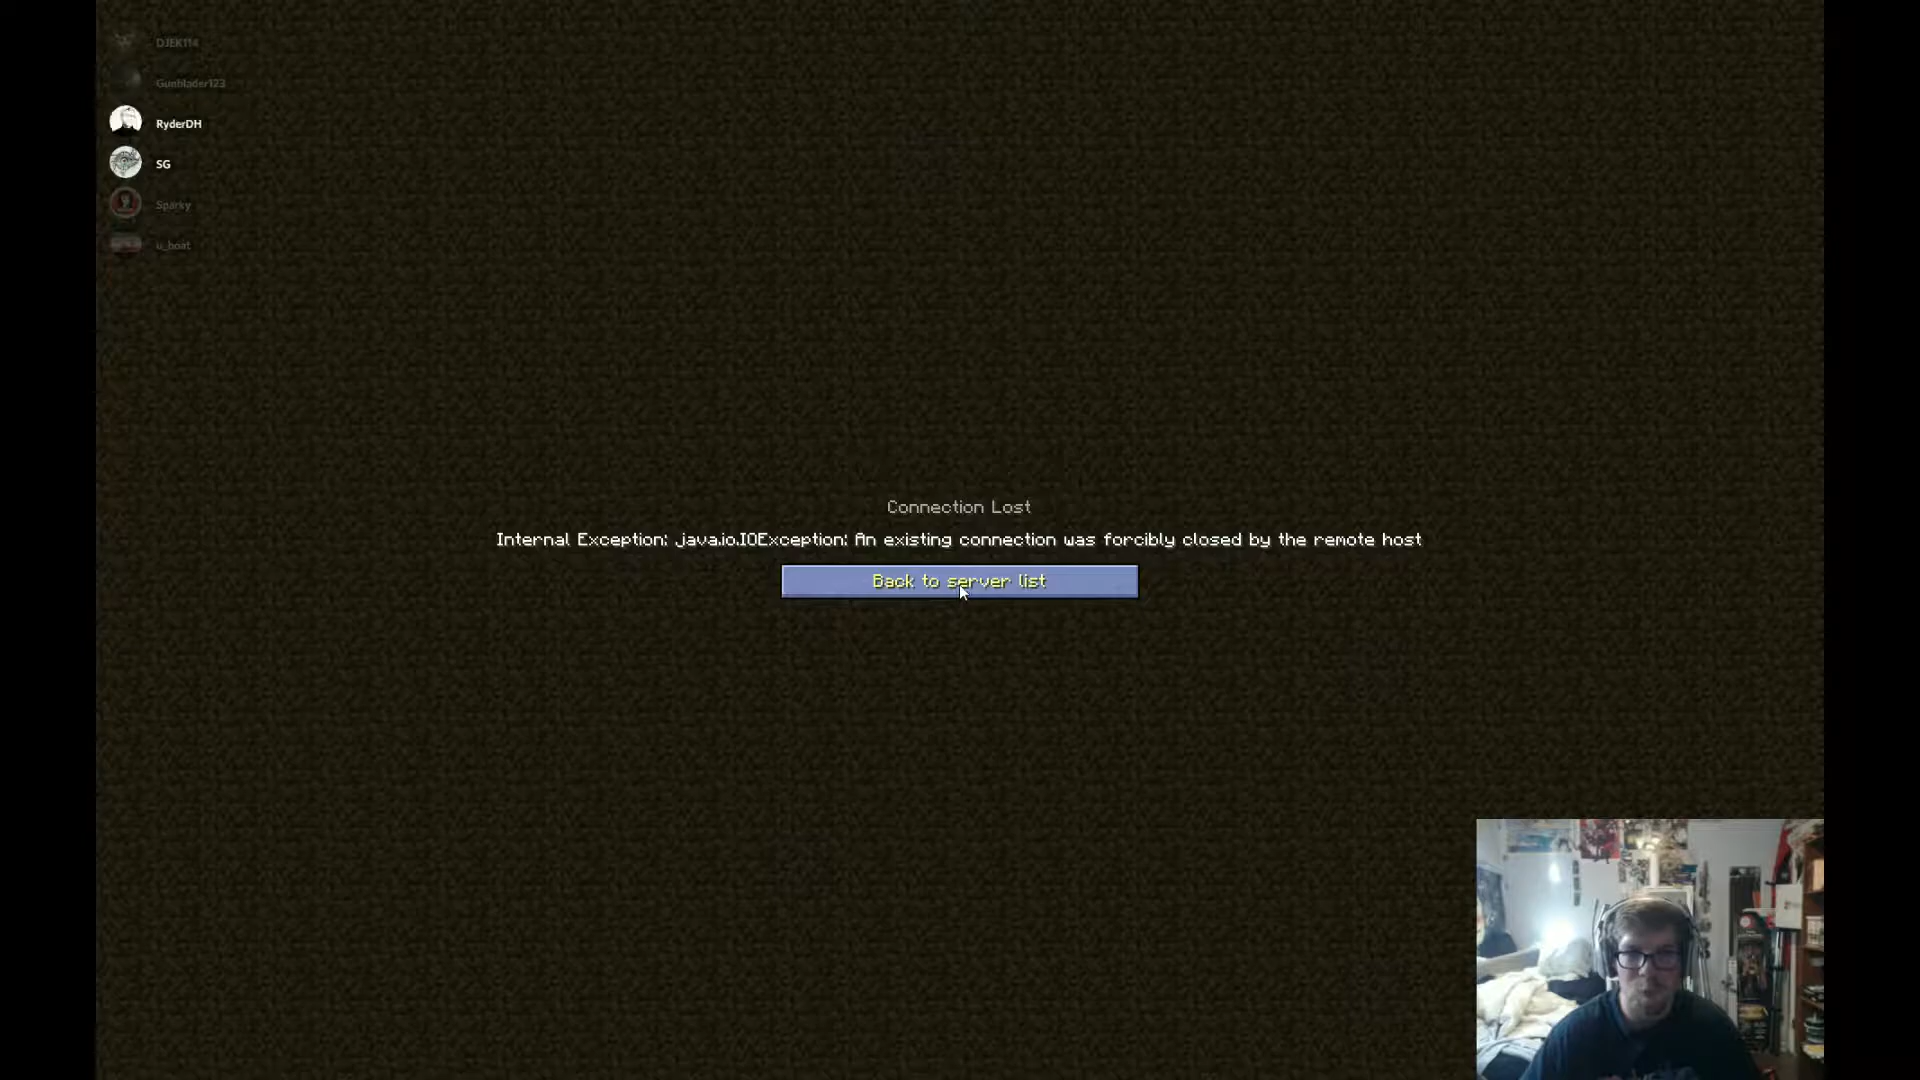 DJEK114
Gunblader123
RyderDH
SG
Sparky
u_boat
Connection Lost
Internal Exception: java.io.IOException: An existing connection was forcibly closed by the remote host
Back to server list